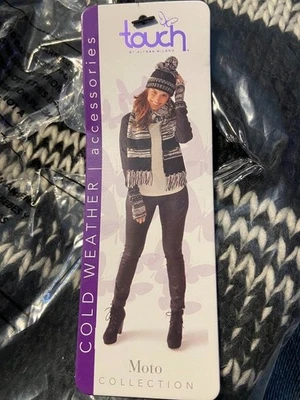 touch
BY ALYSSA MILANO
COLD WEATHER | accessories
Moto
COLLECTION